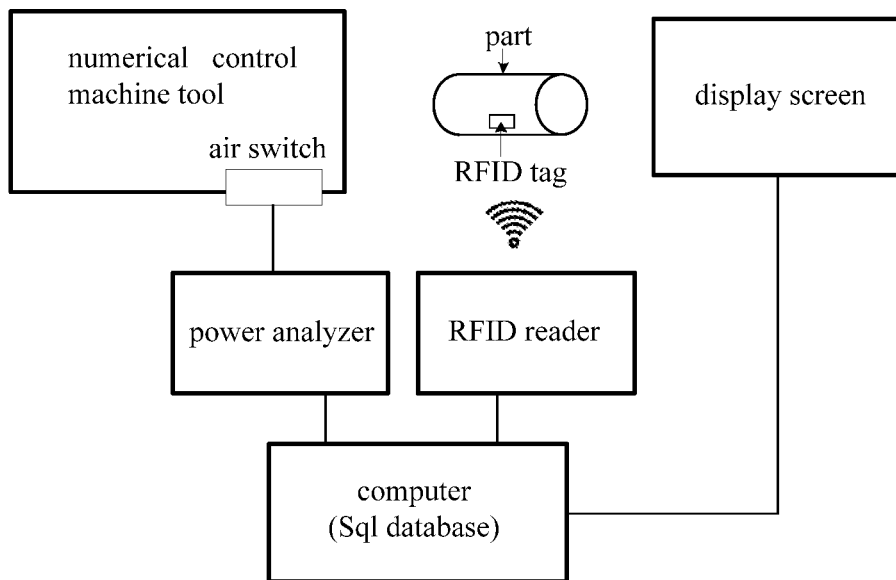 numerical control
machine tool
air switch
part
RFID tag
display screen
power analyzer
RFID reader
computer
(Sql database)